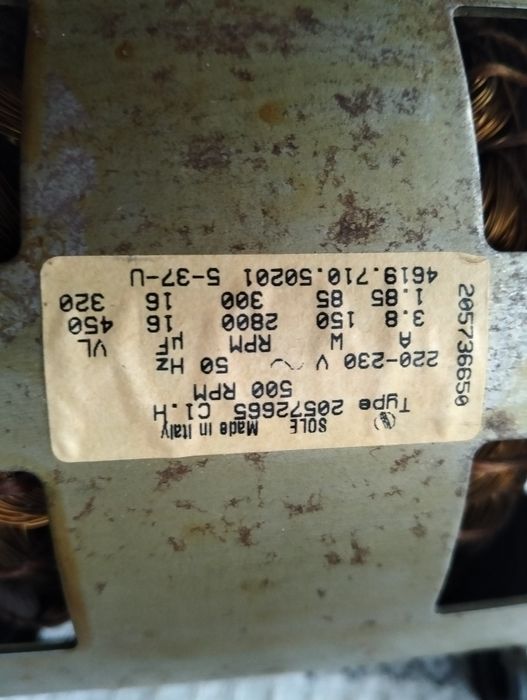 SOLE Made in Italy
Type 20572665 Cl.H
500 RPM
220-230 V ~ 50 Hz
A W RPM µF VL
3.8 150 2800 16 450
1.85 85 300 16 320
4619.710.50201 5-37-U
205736650